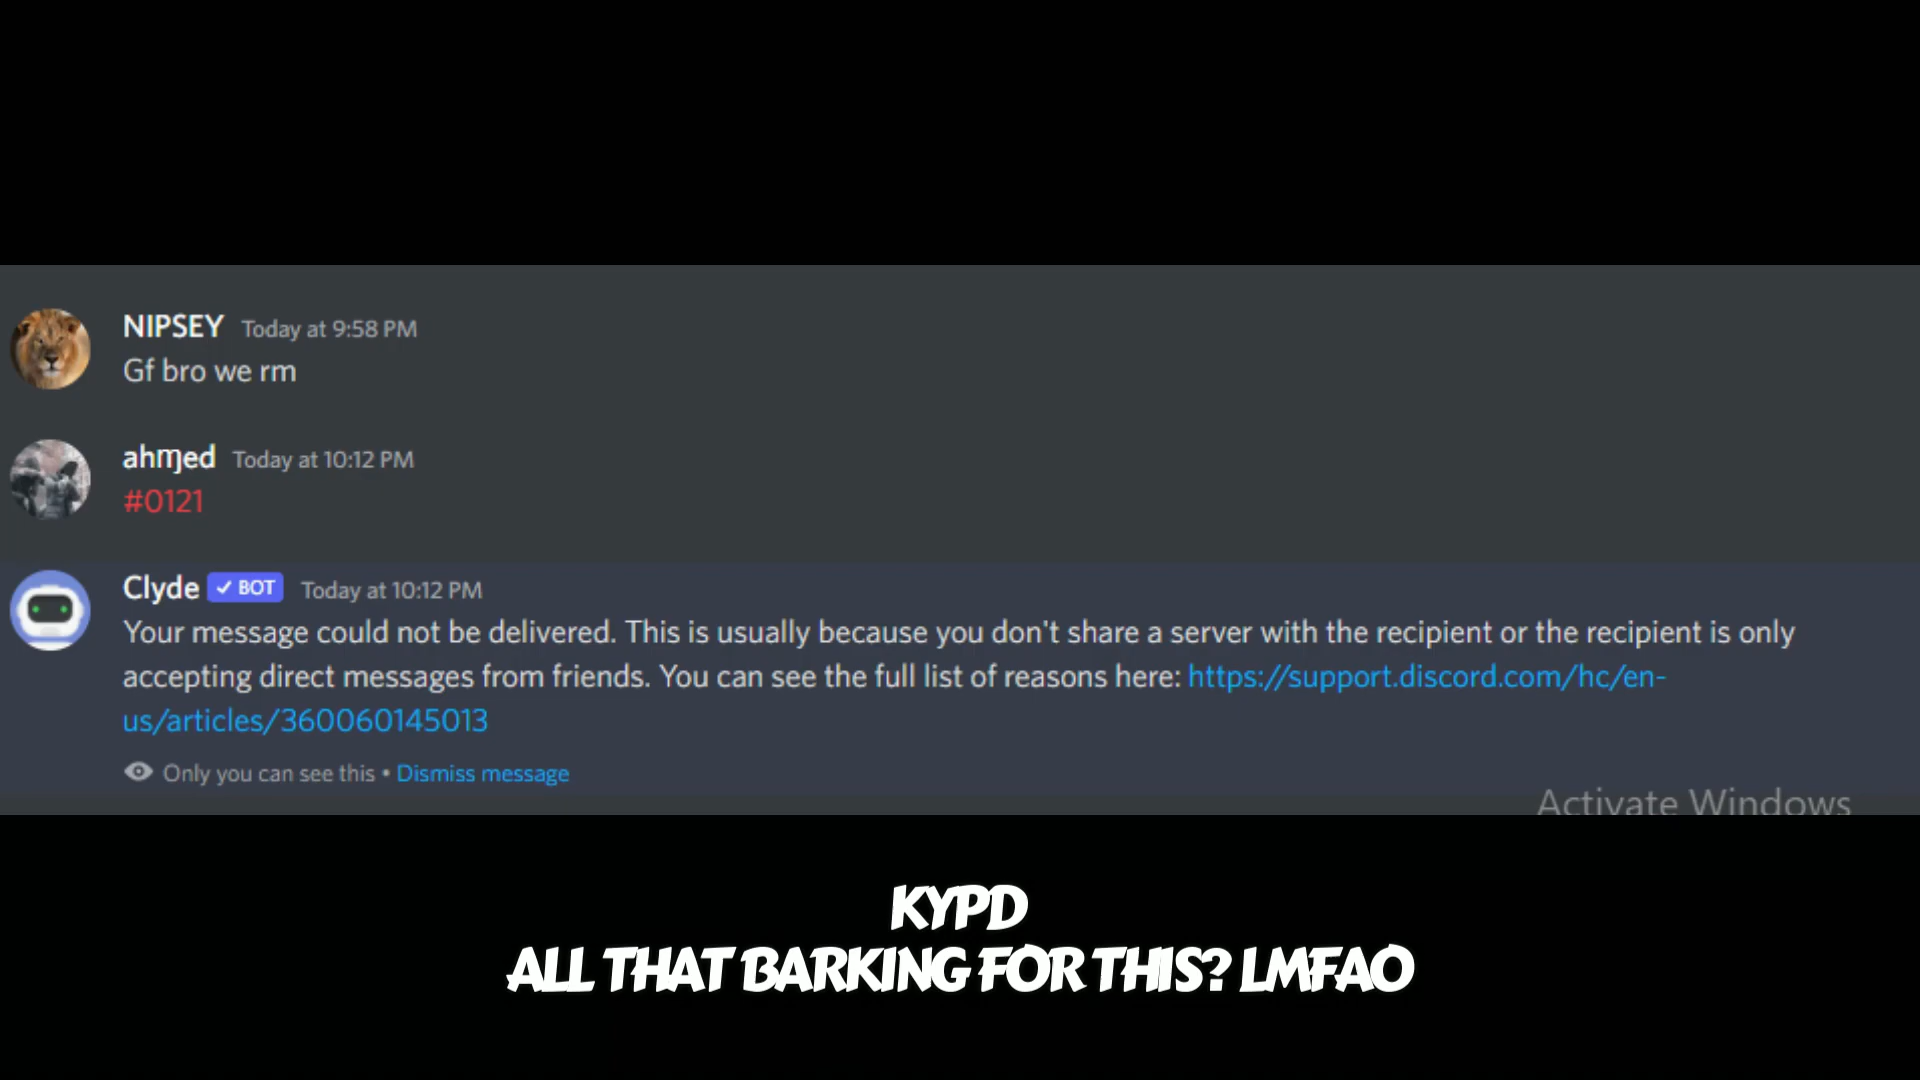 NIPSEY Today at 9:58 PM
Gf bro we rm
ahɱed Today at 10:12 PM
#0121
Clyde ✓ BOT Today at 10:12 PM
Your message could not be delivered. This is usually because you don't share a server with the recipient or the recipient is only
accepting direct messages from friends. You can see the full list of reasons here: https://support.discord.com/hc/en-
us/articles/360060145013
Only you can see this • Dismiss message
Activate Windows
KYPD
ALL THAT BARKING FOR THIS? LMFAO